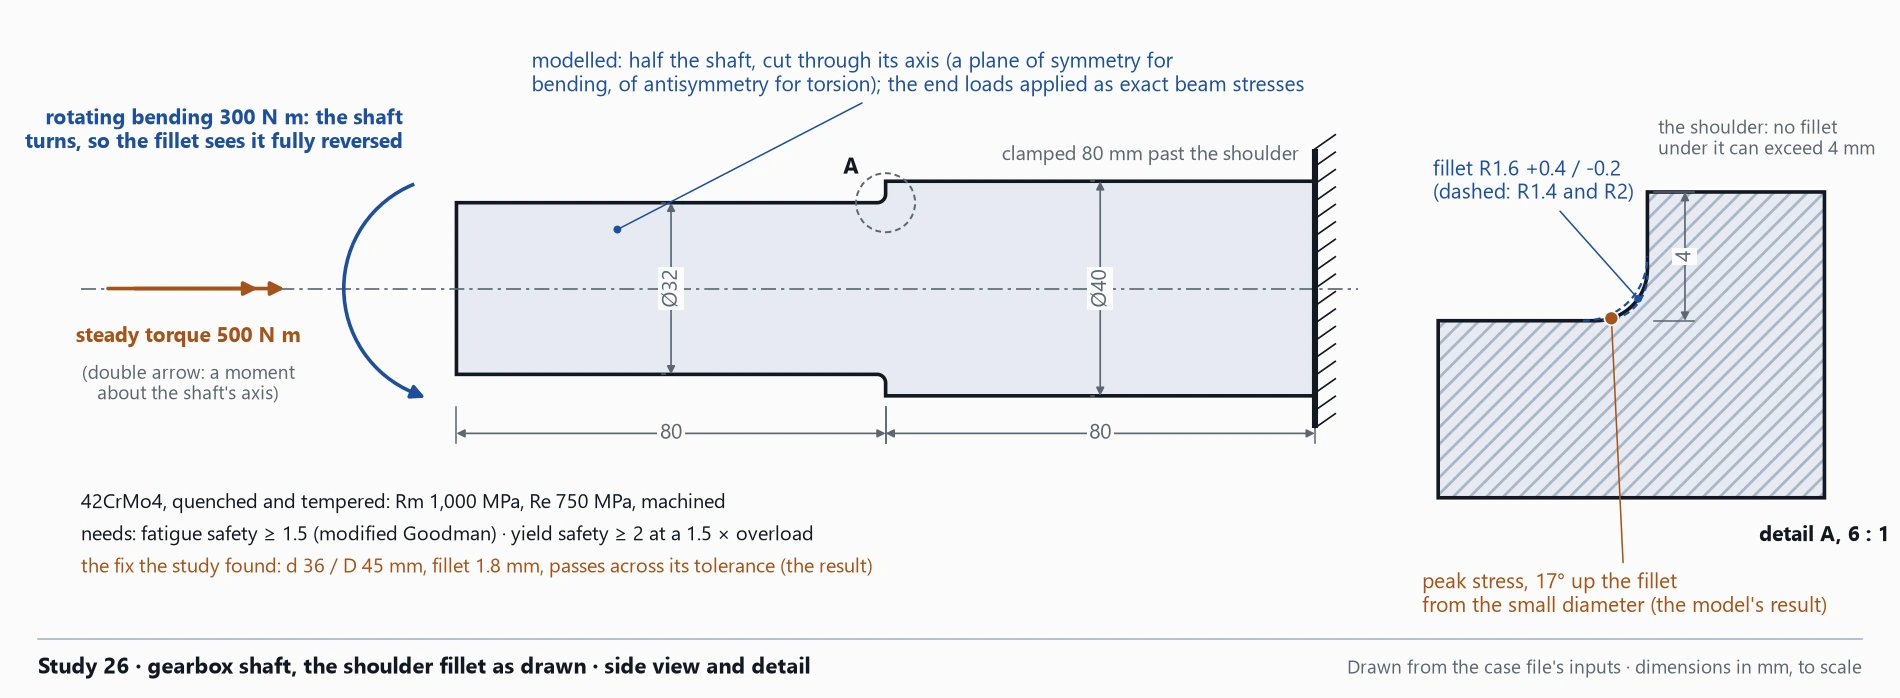 modelled: half the shaft, cut through its axis (a plane of symmetry for
bending, of antisymmetry for torsion); the end loads applied as exact beam stresses
rotating bending 300 N m: the shaft
turns, so the fillet sees it fully reversed
A
clamped 80 mm past the shoulder
the shoulder: no fillet
under it can exceed 4 mm
fillet R1.6 +0.4 / -0.2
(dashed: R1.4 and R2)
4
Ø32
Ø40
steady torque 500 N m
(double arrow: a moment
about the shaft's axis)
80
80
42CrMo4, quenched and tempered: Rm 1,000 MPa, Re 750 MPa, machined
needs: fatigue safety ≥ 1.5 (modified Goodman) · yield safety ≥ 2 at a 1.5 × overload
the fix the study found: d 36 / D 45 mm, fillet 1.8 mm, passes across its tolerance (the result)
detail A, 6 : 1
peak stress, 17° up the fillet
from the small diameter (the model's result)
Study 26 · gearbox shaft, the shoulder fillet as drawn · side view and detail
Drawn from the case file's inputs · dimensions in mm, to scale